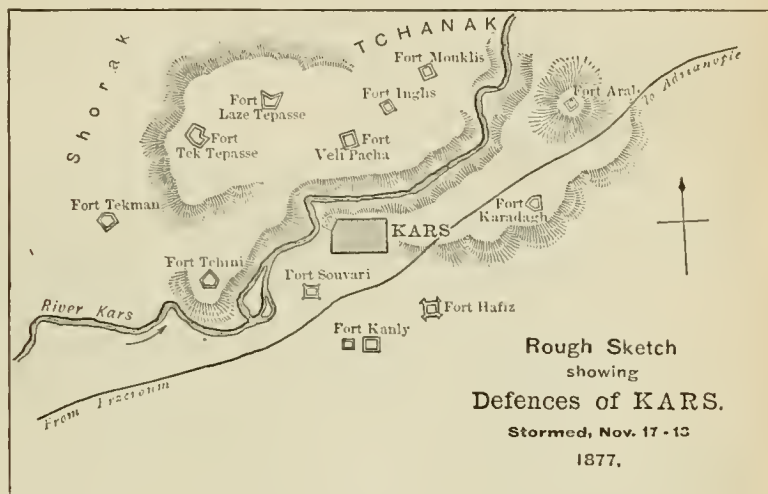 TCHANAK
Shorak
Fort Mouklis
Fort Inglis
Fort Arab
To Adrianople
Fort
Laze Tepasse
Fort
Tek Tepasse
Fort
Veli Pacha
Fort Tekman
Fort
Karadagh
KARS
Fort Tchini
Fort Souvari
River Kars
Fort Hafiz
Fort Kanly
From Erzeroum
Rough Sketch
showing
Defences of KARS.
Stormed, Nov. 17-18
1877.